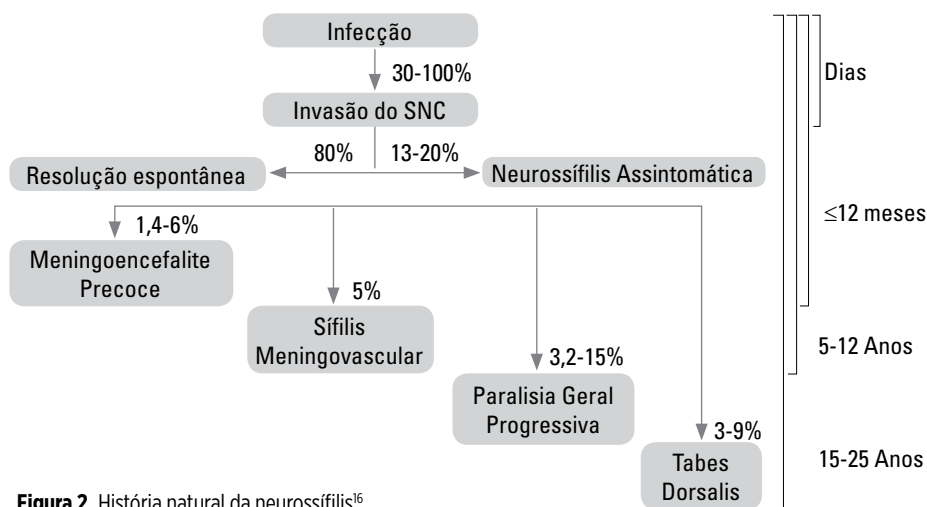 Infecção
30-100%
Dias
Invasão do SNC
80% 13-20%
Resolução espontânea
Neurossífilis Assintomática
≤12 meses
1,4-6%
Meningoencefalite
Precoce
5%
Sífilis
Meningovascular
5-12 Anos
3,2-15%
Paralisia Geral
Progressiva
3-9%
Tabes
Dorsalis
15-25 Anos
Figura 2. História natural da neurossífilis16